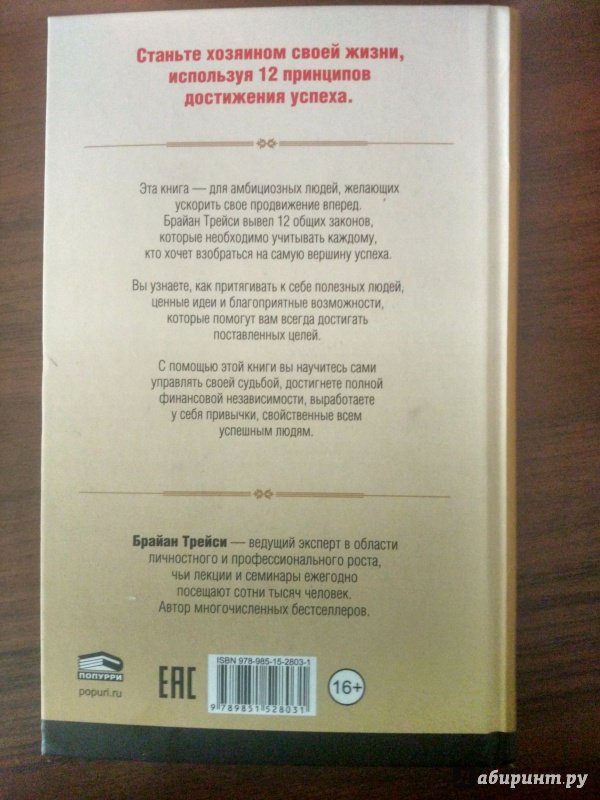 Станьте хозяином своей жизни,
используя 12 принципов
достижения успеха.
Эта книга — для амбициозных людей, желающих
ускорить свое продвижение вперед.
Брайан Трейси вывел 12 общих законов,
которые необходимо учитывать каждому,
кто хочет взобраться на самую вершину успеха.
Вы узнаете, как притягивать к себе полезных людей,
ценные идеи и благоприятные возможности,
которые помогут вам всегда достигать
поставленных целей.
С помощью этой книги вы научитесь сами
управлять своей судьбой, достигнете полной
финансовой независимости, выработаете
у себя привычки, свойственные всем
успешным людям.
Брайан Трейси — ведущий эксперт в области
личностного и профессионального роста,
чьи лекции и семинары ежегодно
посещают сотни тысяч человек.
Автор многочисленных бестселлеров.
ПОПУРРИ
popuri.ru
EAC
ISBN 978-985-15-2803-1
9 789851 528031
16+
абиринт.ру